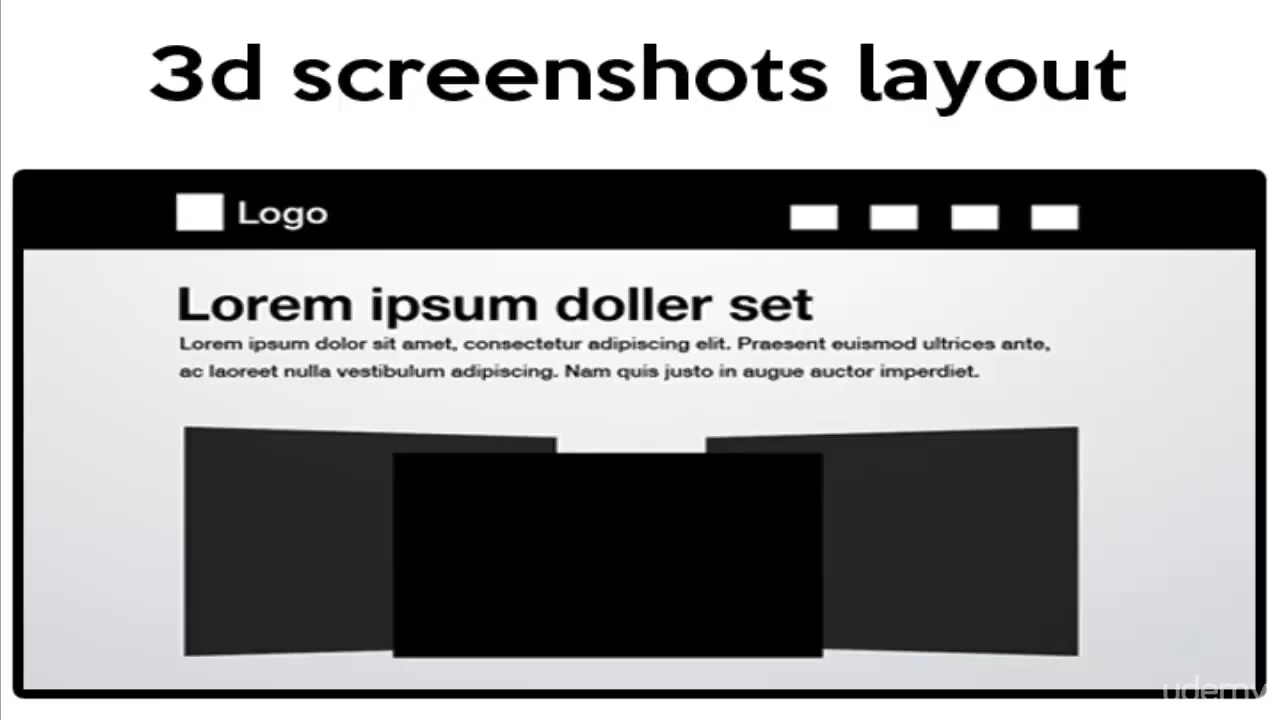 3d screenshots layout
Logo
Lorem ipsum doller set
Lorem ipsum dolor sit amet, consectetur adipiscing elit. Praesent euismod ultrices ante,
ac laoreet nulla vestibulum adipiscing. Nam quis justo in augue auctor imperdiet.
udemy